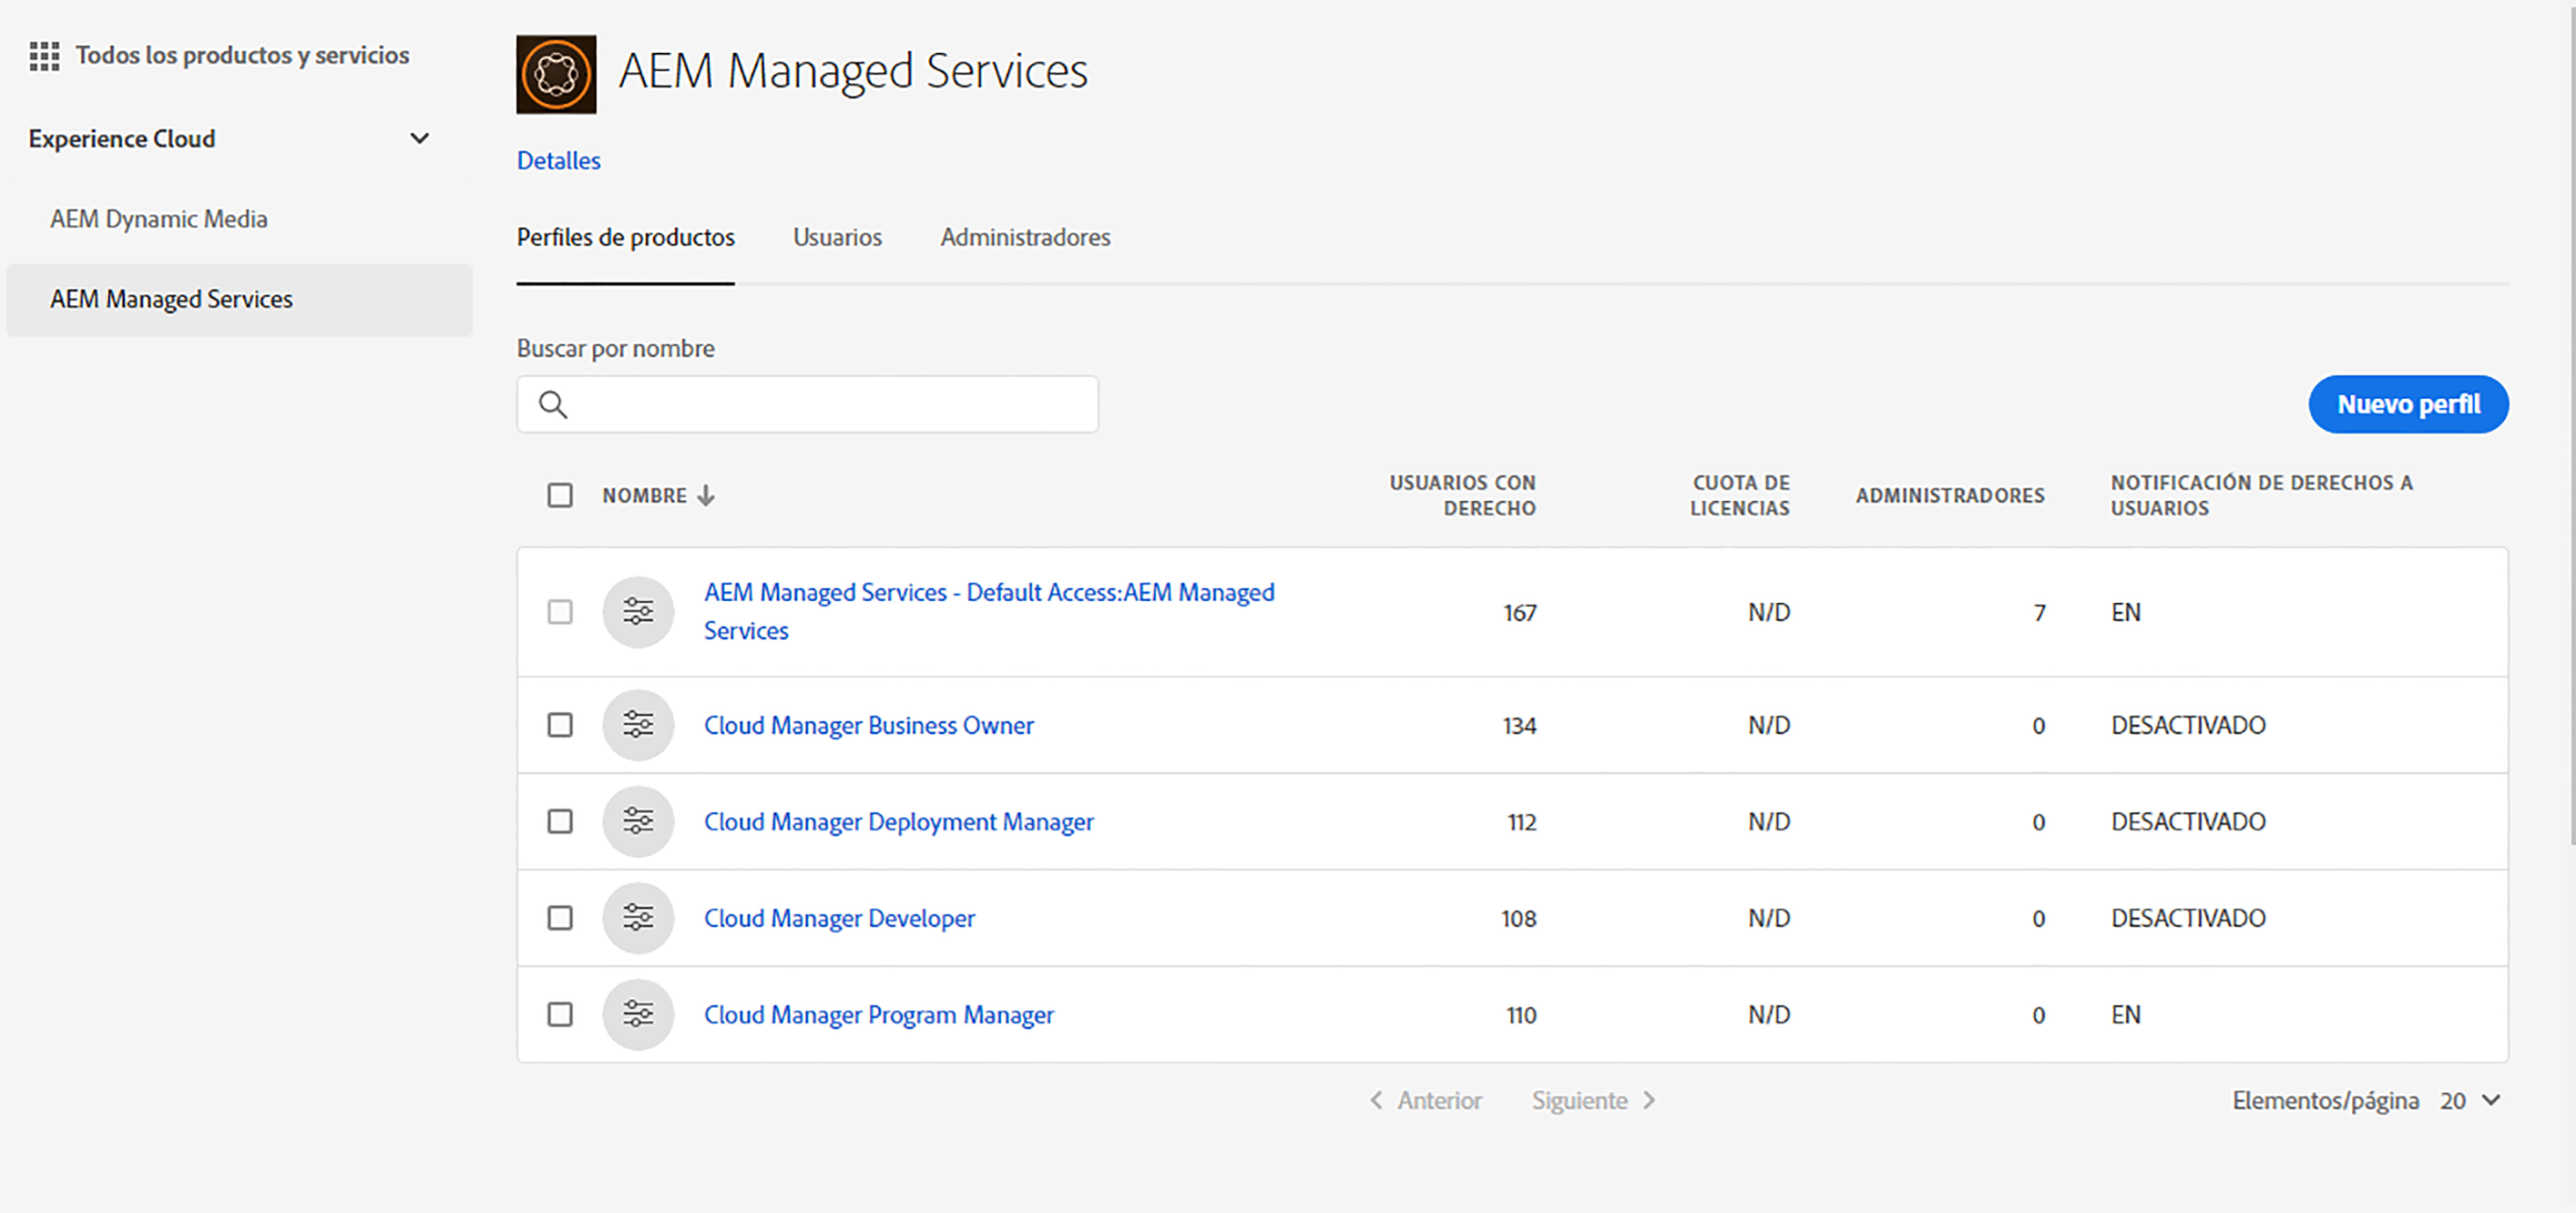 Todos los productos y servicios
Experience Cloud
AEM Dynamic Media
AEM Managed Services
AEM Managed Services
Detalles
Perfiles de productos Usuarios Administradores
Buscar por nombre
Nuevo perfil
NOMBRE USUARIOS CON DERECHO CUOTA DE LICENCIAS ADMINISTRADORES NOTIFICACIÓN DE DERECHOS A USUARIOS
AEM Managed Services - Default Access:AEM Managed
Services 167 N/D 7 EN
Cloud Manager Business Owner 134 N/D 0 DESACTIVADO
Cloud Manager Deployment Manager 112 N/D 0 DESACTIVADO
Cloud Manager Developer 108 N/D 0 DESACTIVADO
Cloud Manager Program Manager 110 N/D 0 EN
Anterior Siguiente Elementos/página 20